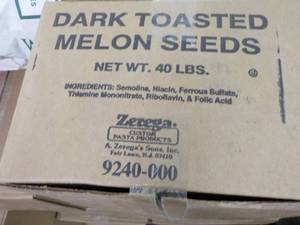 DARK TOASTED
MELON SEEDS
NET WT. 40 LBS.
INGREDIENTS: Semolina, Niacin, Ferrous Sulfate,
Thiamine Mononitrate, Riboflavin, & Folic Acid
Zerega.
CUSTOM
PASTA PRODUCTS
A. Zerega's Sons, Inc.
Fair Lawn, N.J. 07410
9240-000